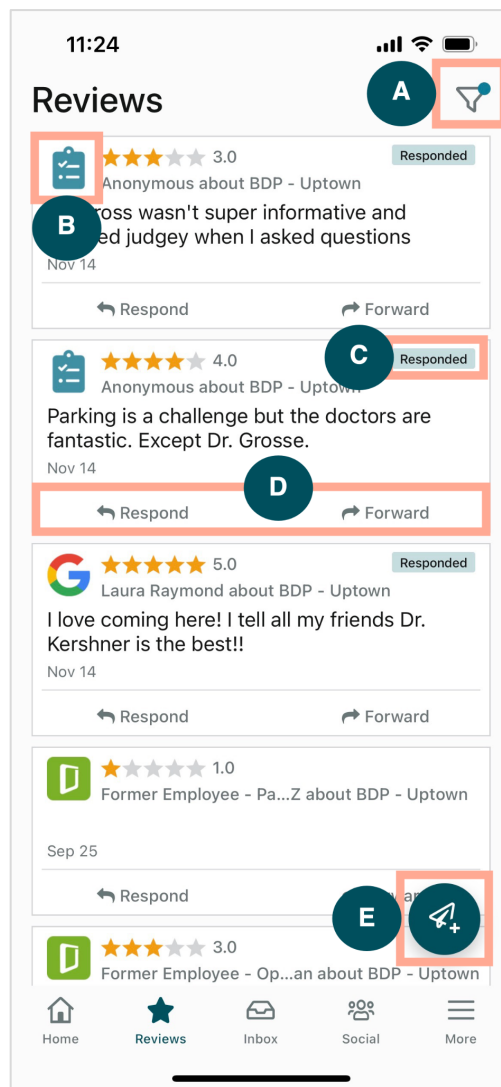 11:24
Reviews
A
3.0
Responded
Anonymous about BDP - Uptown
B
ross wasn't super informative and
ed judgey when I asked questions
Nov 14
Respond
Forward
4.0
C
Responded
Anonymous about BDP - Uptown
Parking is a challenge but the doctors are
fantastic. Except Dr. Grosse.
Nov 14
D
Respond
Forward
G
5.0
Responded
Laura Raymond about BDP - Uptown
I love coming here! I tell all my friends Dr.
Kershner is the best!!
Nov 14
Respond
Forward
1.0
Former Employee - Pa...Z about BDP - Uptown
Sep 25
Respond
E
3.0
Former Employee - Op...an about BDP - Uptown
Home
Reviews
Inbox
Social
More